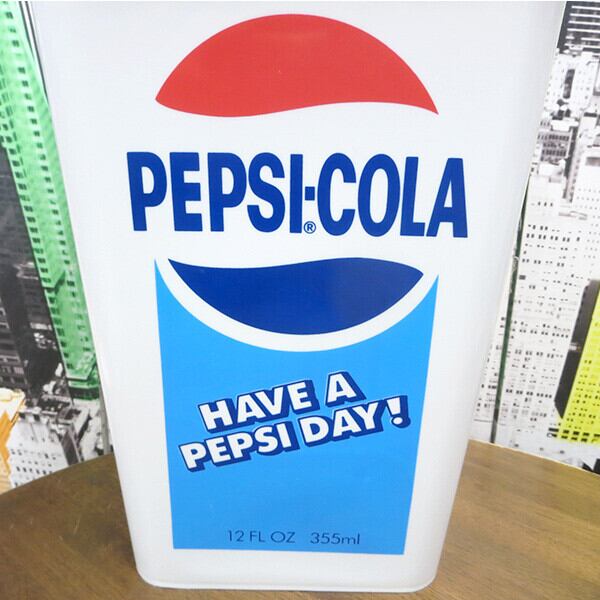 PEPSI-COLA
®
HAVE A
PEPSI DAY!
12 FL OZ 355ml